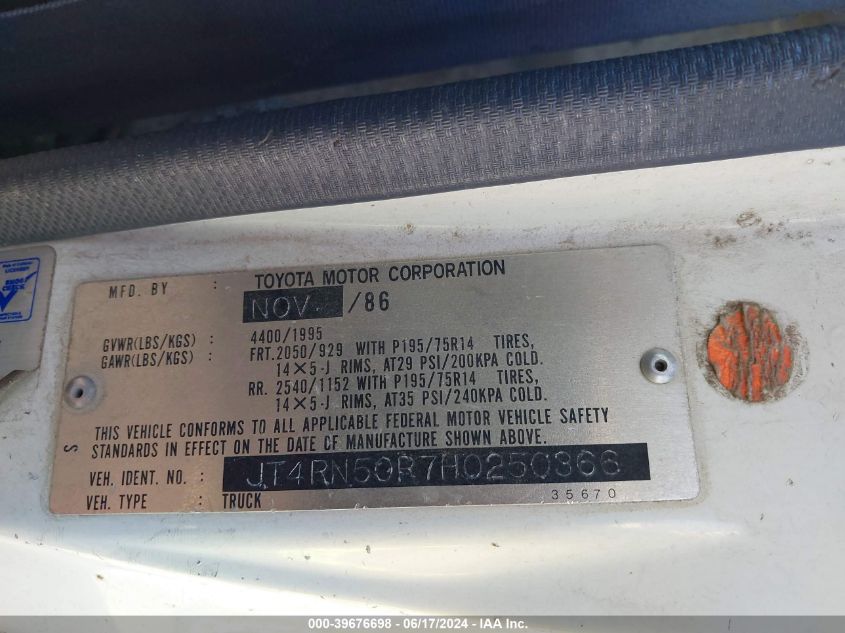 MFD. BY : TOYOTA MOTOR CORPORATION
NOV /86
GVWR(LBS/KGS) : 4400/1995
GAWR(LBS/KGS) : FRT. 2050/929 WITH P195/75R14 TIRES,
14×5-J RIMS, AT29 PSI/200KPA COLD.
RR. 2540/1152 WITH P195/75R14 TIRES,
14×5-J RIMS, AT35 PSI/240KPA COLD.
THIS VEHICLE CONFORMS TO ALL APPLICABLE FEDERAL MOTOR VEHICLE SAFETY
S STANDARDS IN EFFECT ON THE DATE OF MANUFACTURE SHOWN ABOVE.
VEH. IDENT. NO. : JT4RN50R7H0250366
VEH. TYPE : TRUCK 35670
SMOG
CHECK
000-39676698 - 06/17/2024 - IAA Inc.